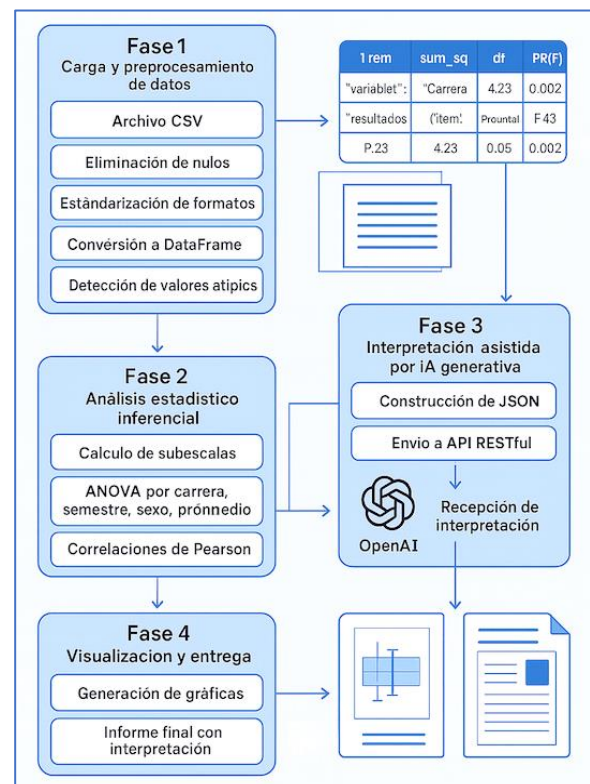 Fase 1
Carga y preprocesamiento
de datos
Archivo CSV
Eliminación de nulos
Estàndarización de formatos
Convérsión a DataFrame
Detección de valores atipics
1 rem sum_sq df PR(F)
"variablet": "Carrera 4.23 0.002
"resultados ('item'. Prountal F 43
P.23 4.23 0.05 0.002
Fase 2
Análisis estadístico
inferencial
Calculo de subescalas
ANOVA por carrera,
semestre, sexo, prónnedio
Correlaciones de Pearson
Fase 3
Interpretación asistida
por iA generativa
Construcción de JSON
Envio a API RESTful
OpenAI
Recepción de
interpretación
Fase 4
Visualizacion y entrega
Generación de gràficas
Informe final con
interpretación